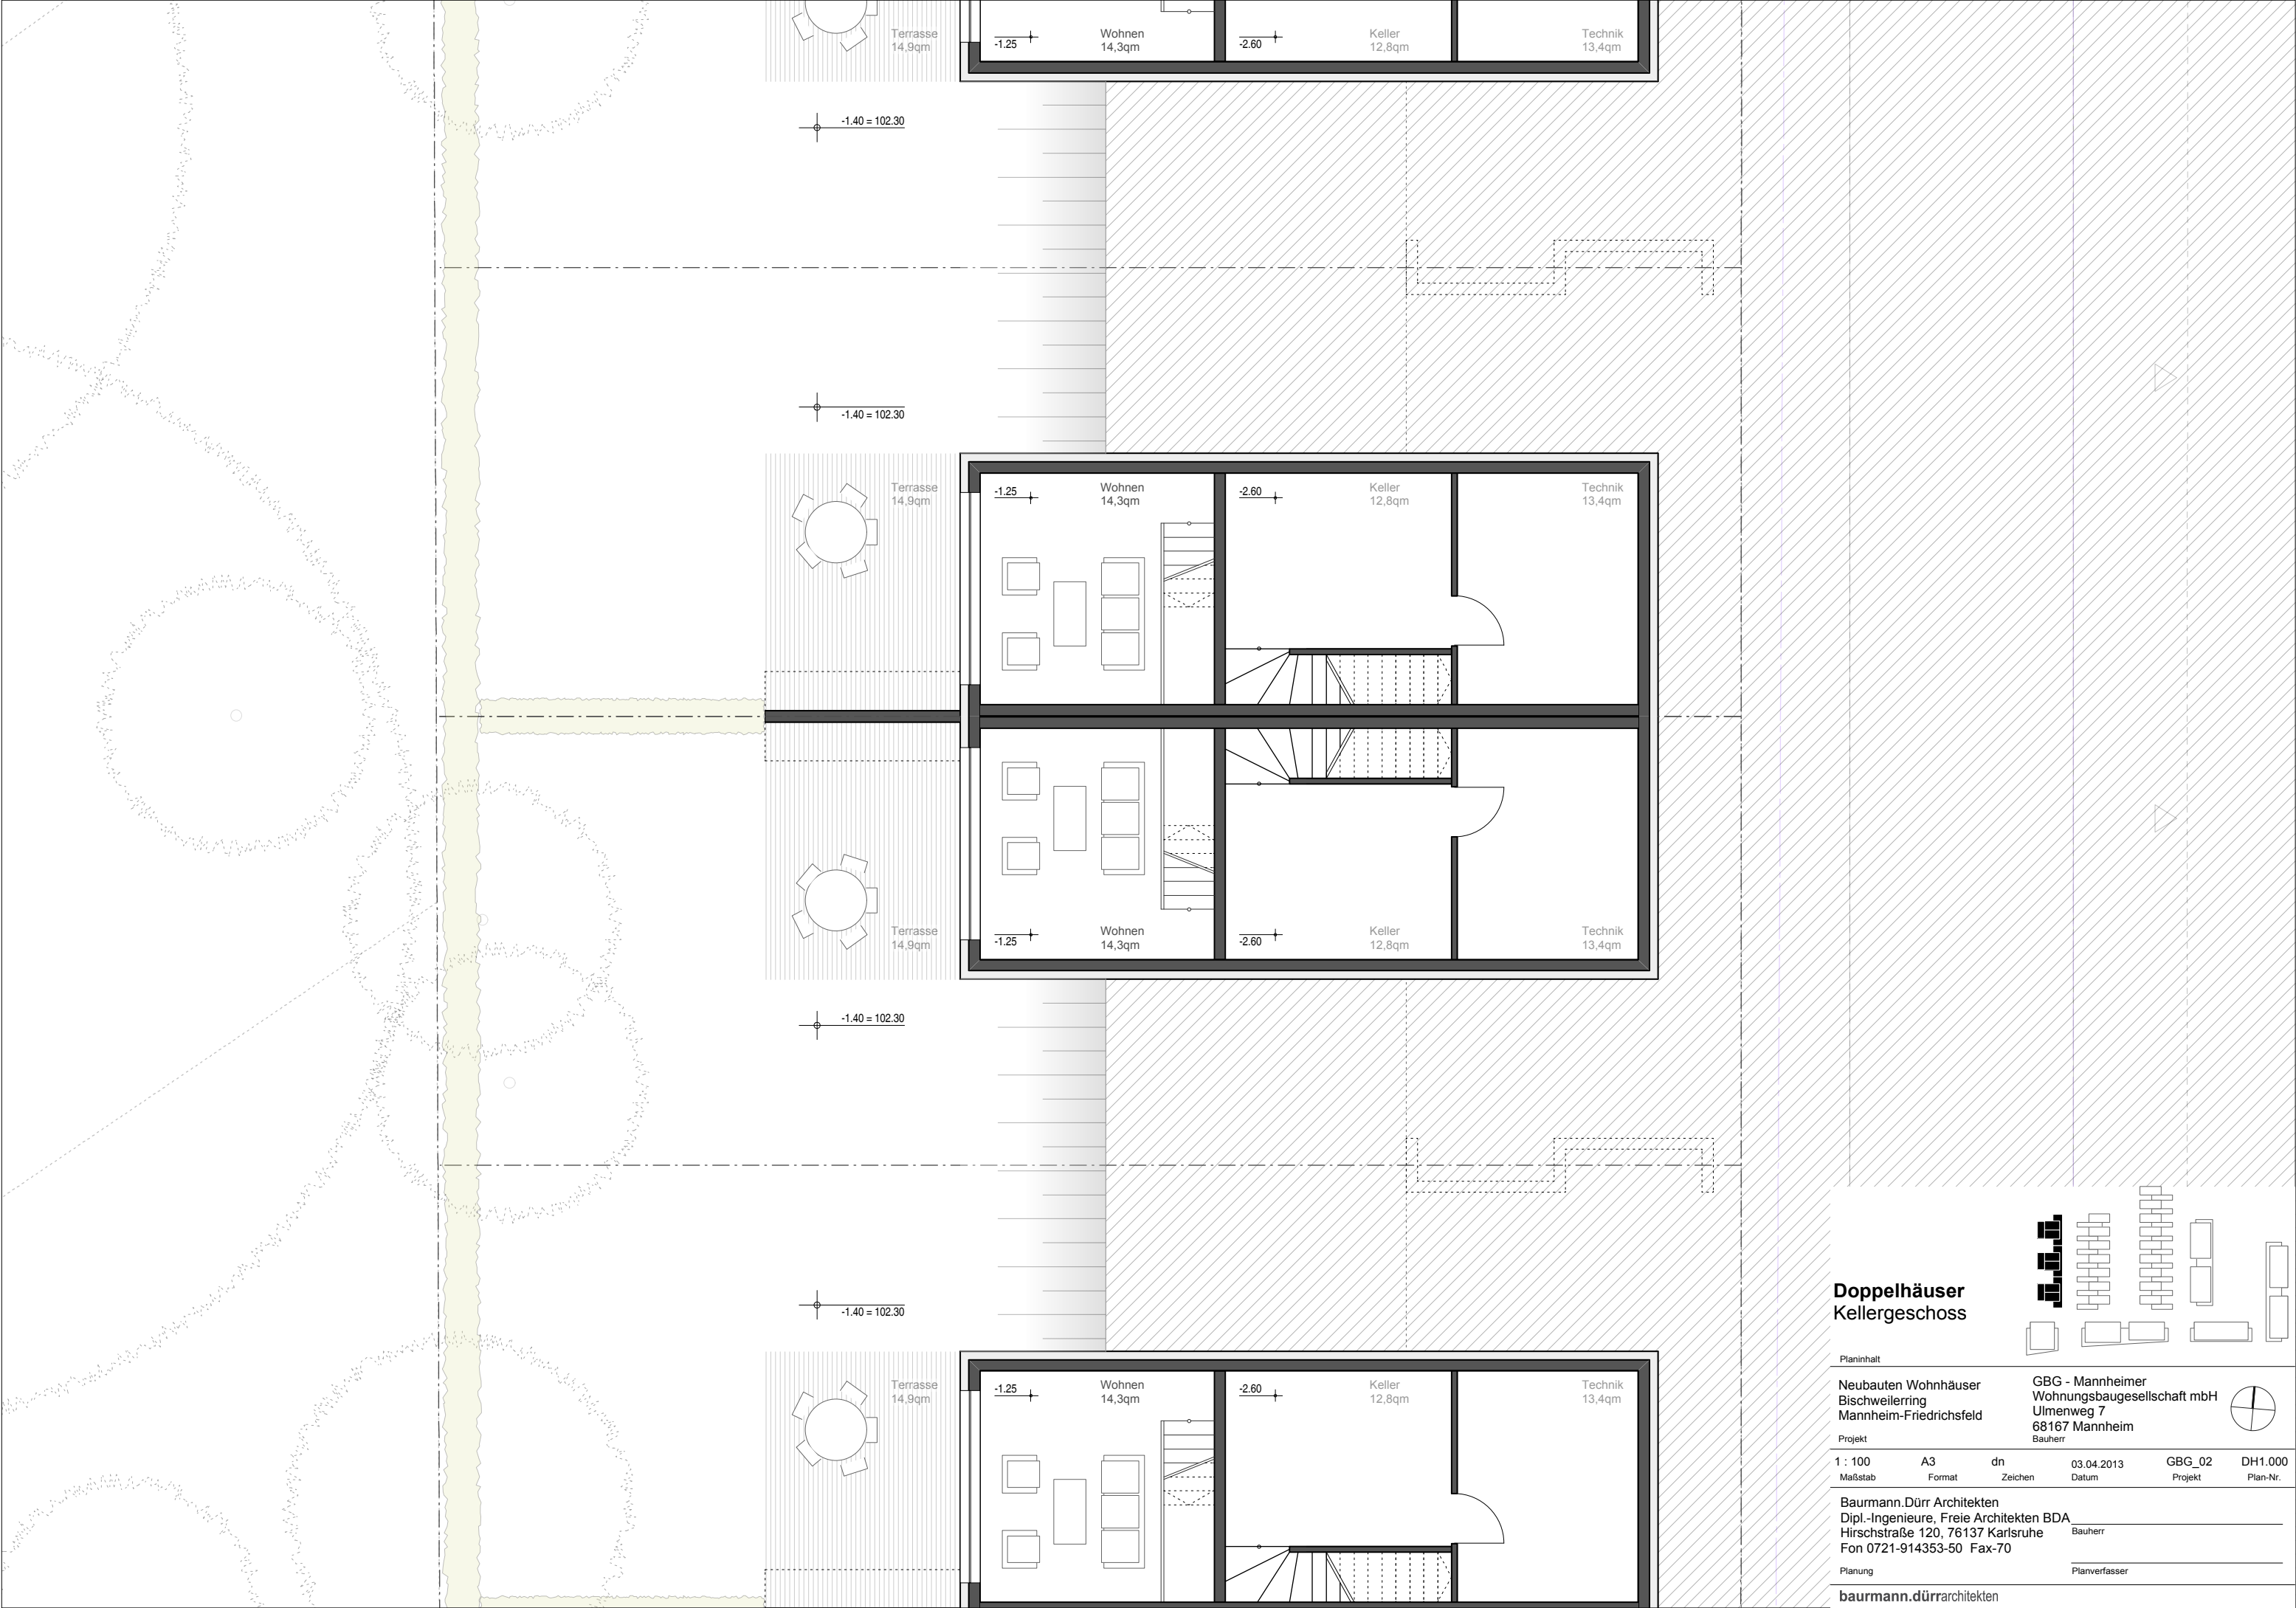 Terrasse
14,9qm
-1.25
Wohnen
14,3qm
-2.60
Keller
12,8qm
Technik
13,4qm
-1.40 = 102.30
-1.40 = 102.30
Terrasse
14,9qm
-1.25
Wohnen
14,3qm
-2.60
Keller
12,8qm
Technik
13,4qm
Terrasse
14,9qm
-1.25
Wohnen
14,3qm
-2.60
Keller
12,8qm
Technik
13,4qm
-1.40 = 102.30
-1.40 = 102.30
Terrasse
14,9qm
-1.25
Wohnen
14,3qm
-2.60
Keller
12,8qm
Technik
13,4qm
Doppelhäuser
Kellergeschoss
Planinhalt
Neubauten Wohnhäuser
Bischweilerring
Mannheim-Friedrichsfeld
Projekt
GBG - Mannheimer
Wohnungsbaugesellschaft mbH
Ulmenweg 7
68167 Mannheim
Bauherr
1 : 100 A3 dn 03.04.2013 GBG_02 DH1.000
Maßstab Format Zeichen Datum Projekt Plan-Nr.
Baurmann.Dürr Architekten
Dipl.-Ingenieure, Freie Architekten BDA
Hirschstraße 120, 76137 Karlsruhe
Fon 0721-914353-50 Fax-70
Planung
Bauherr
Planverfasser
baurmann.dürrarchitekten